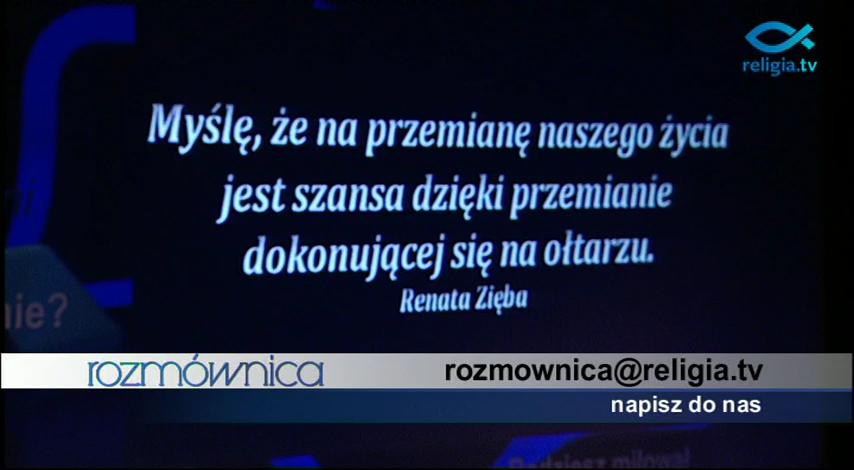 religia.tv
Myślę, że na przemianę naszego życia
jest szansa dzięki przemianie
dokonującej się na ołtarzu.
Renata Zięba
nie?
rozmównica
rozmownica@religia.tv
napisz do nas